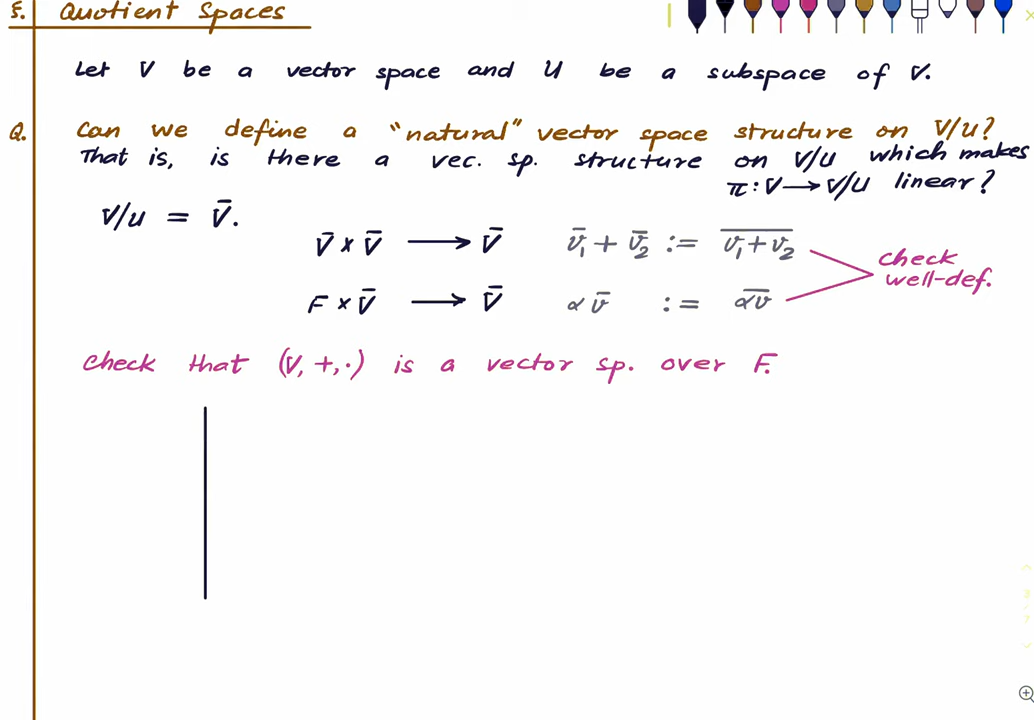 5. Quotient Spaces
Let V be a vector space and U be a subspace of V.
Q. Can we define a "natural" vector space structure on V/U?
That is, is there a vec. sp. structure on V/U which makes
π : V → V/U linear?
V/U = V̄.
V̄ × V̄ → V̄ v̄₁ + v̄₂ := \overline{v₁ + v₂}
F × V̄ → V̄ α v̄ := \overline{αv}
check
well-def.
Check that (V, +, ·) is a vector sp. over F.